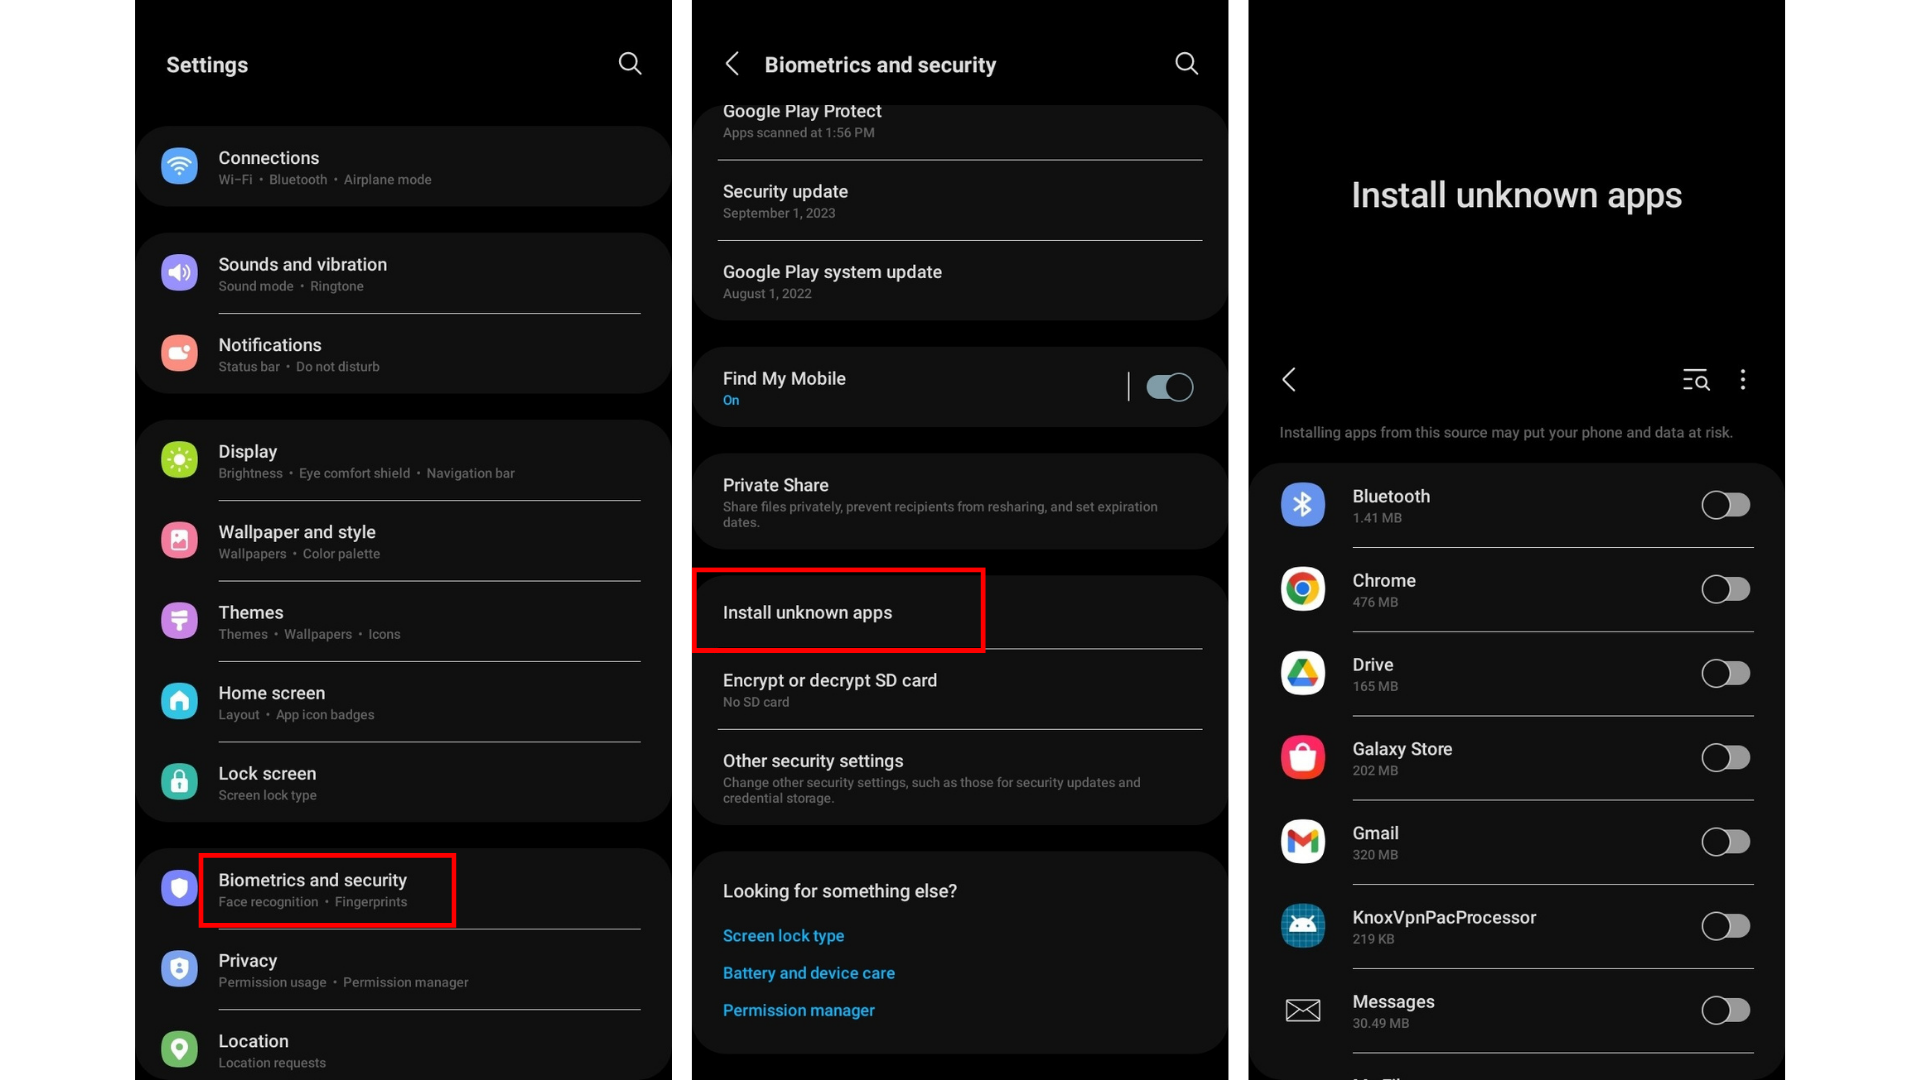 Settings
Connections
Wi-Fi • Bluetooth • Airplane mode
Sounds and vibration
Sound mode • Ringtone
Notifications
Status bar • Do not disturb
Display
Brightness • Eye comfort shield • Navigation bar
Wallpaper and style
Wallpapers • Color palette
Themes
Themes • Wallpapers • Icons
Home screen
Layout • App icon badges
Lock screen
Screen lock type
Biometrics and security
Face recognition • Fingerprints
Privacy
Permission usage • Permission manager
Location
Location requests
Biometrics and security
Google Play Protect
Apps scanned at 1:56 PM
Security update
September 1, 2023
Google Play system update
August 1, 2022
Find My Mobile
On
Private Share
Share files privately, prevent recipients from resharing, and set expiration
dates.
Install unknown apps
Encrypt or decrypt SD card
No SD card
Other security settings
Change other security settings, such as those for security updates and
credential storage.
Looking for something else?
Screen lock type
Battery and device care
Permission manager
Install unknown apps
Installing apps from this source may put your phone and data at risk.
Bluetooth
1.41 MB
Chrome
476 MB
Drive
165 MB
Galaxy Store
202 MB
Gmail
320 MB
KnoxVpnPacProcessor
219 KB
Messages
30.49 MB